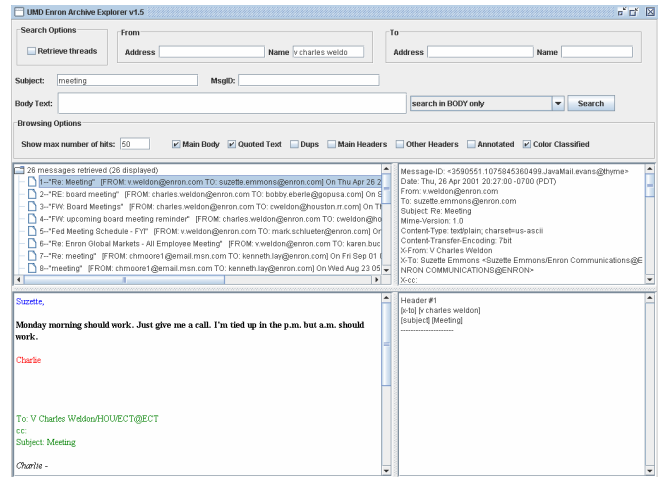 UMD Enron Archive Explorer v1.5
Search Options
From
To
Retrieve threads
Address
Name v charles weldo
Address
Name
Subject: meeting
MsgID:
Body Text:
search in BODY only
Search
Browsing Options
Show max number of hits: 50
Main Body
Quoted Text
Dups
Main Headers
Other Headers
Annotated
Color Classified
26 messages retrieved (26 displayed)
1--"Re: Meeting" [FROM: v.weldon@enron.com TO: suzette.emmons@enron.com] On Thu Apr 26 2
2--"RE: board meeting" [FROM: charles.weldon@enron.com TO: bobby.eberle@gopusa.com] On S
3--"FW: Board Meetings" [FROM: charles.weldon@enron.com TO: cweldon@houston.rr.com] On T
4--"FW: upcoming board meeting reminder" [FROM: charles.weldon@enron.com TO: cweldon@ho
5--"Fed Meeting Schedule - FYI" [FROM: v.weldon@enron.com TO: mark.schlueter@enron.com] O
6--"Re: Enron Global Markets - All Employee Meeting" [FROM: v.weldon@enron.com TO: karen.buc
7--"Re: meeting" [FROM: chmoore1@email.msn.com TO: kenneth.lay@enron.com] On Fri Sep 01
8--"meeting" [FROM: chmoore1@email.msn.com TO: kenneth.lay@enron.com] On Wed Aug 23 05
Message-ID: <3590551.1075845360499.JavaMail.evans@thyme>
Date: Thu, 26 Apr 2001 20:27:00 -0700 (PDT)
From: v.weldon@enron.com
To: suzette.emmons@enron.com
Subject: Re: Meeting
Mime-Version: 1.0
Content-Type: text/plain; charset=us-ascii
Content-Transfer-Encoding: 7bit
X-From: V Charles Weldon
X-To: Suzette Emmons <Suzette Emmons/Enron Communications@E
NRON COMMUNICATIONS@ENRON>
X-cc:
Suzette,
Monday morning should work. Just give me a call. I'm tied up in the p.m. but a.m. should
work.
Charlie
To: V Charles Weldon/HOU/ECT@ECT
cc:
Subject: Meeting
Charlie -
Header #1
[x-to] [v charles weldon]
[subject] [Meeting]
--------------------